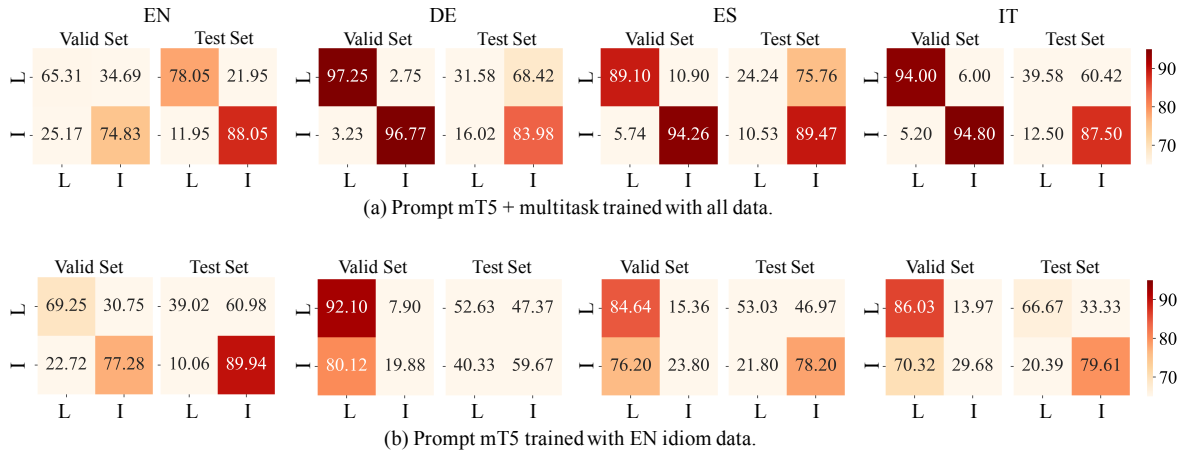 EN DE ES IT
Valid Set Test Set Valid Set Test Set Valid Set Test Set Valid Set Test Set
L 65.31 34.69 78.05 21.95 97.25 2.75 31.58 68.42 L 89.10 10.90 24.24 75.76 L 94.00 6.00 39.58 60.42 90
80
I 25.17 74.83 11.95 88.05 I 3.23 96.77 16.02 83.98 I 5.74 94.26 10.53 89.47 I 5.20 94.80 12.50 87.50 70
L I L I L I L I L I L I L I L I
(a) Prompt mT5 + multitask trained with all data.
Valid Set Test Set Valid Set Test Set Valid Set Test Set Valid Set Test Set
L 69.25 30.75 39.02 60.98 L 92.10 7.90 52.63 47.37 L 84.64 15.36 53.03 46.97 L 86.03 13.97 66.67 33.33 90
80
I 22.72 77.28 10.06 89.94 I 80.12 19.88 40.33 59.67 I 76.20 23.80 21.80 78.20 I 70.32 29.68 20.39 79.61 70
L I L I L I L I L I L I L I L I
(b) Prompt mT5 trained with EN idiom data.